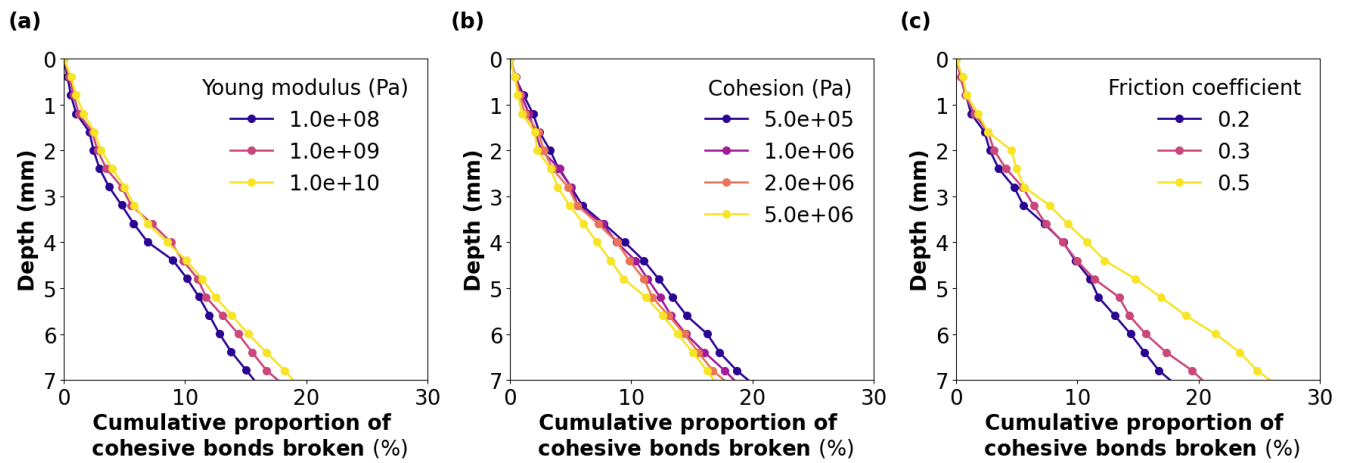 (a)
Young modulus (Pa)
1.0e+08
1.0e+09
1.0e+10
0
1
2
3
4
5
6
7
Depth (mm)
0 10 20 30
Cumulative proportion of
cohesive bonds broken (%)
(b)
Cohesion (Pa)
5.0e+05
1.0e+06
2.0e+06
5.0e+06
0
1
2
3
4
5
6
7
Depth (mm)
0 10 20 30
Cumulative proportion of
cohesive bonds broken (%)
(c)
Friction coefficient
0.2
0.3
0.5
0
1
2
3
4
5
6
7
Depth (mm)
0 10 20 30
Cumulative proportion of
cohesive bonds broken (%)